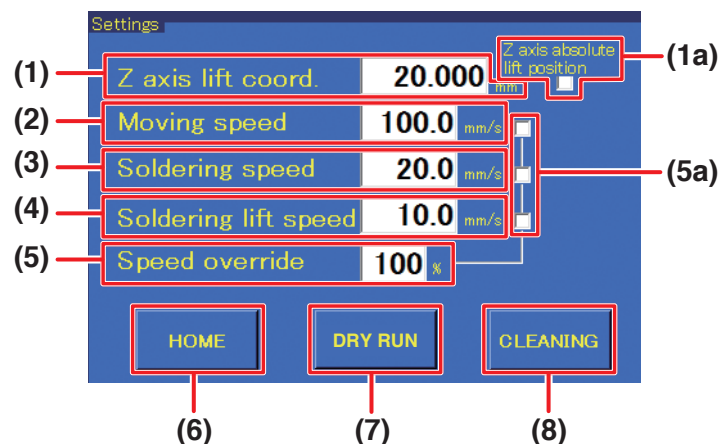 Settings
Z axis absolute
lift position
(1a)
(1)
Z axis lift coord.
20.000
mm
(2)
Moving speed
100.0
mm/s
(3)
Soldering speed
20.0
mm/s
(5a)
(4)
Soldering lift speed
10.0
mm/s
(5)
Speed override
100
%
HOME
DRY RUN
CLEANING
(6)
(7)
(8)